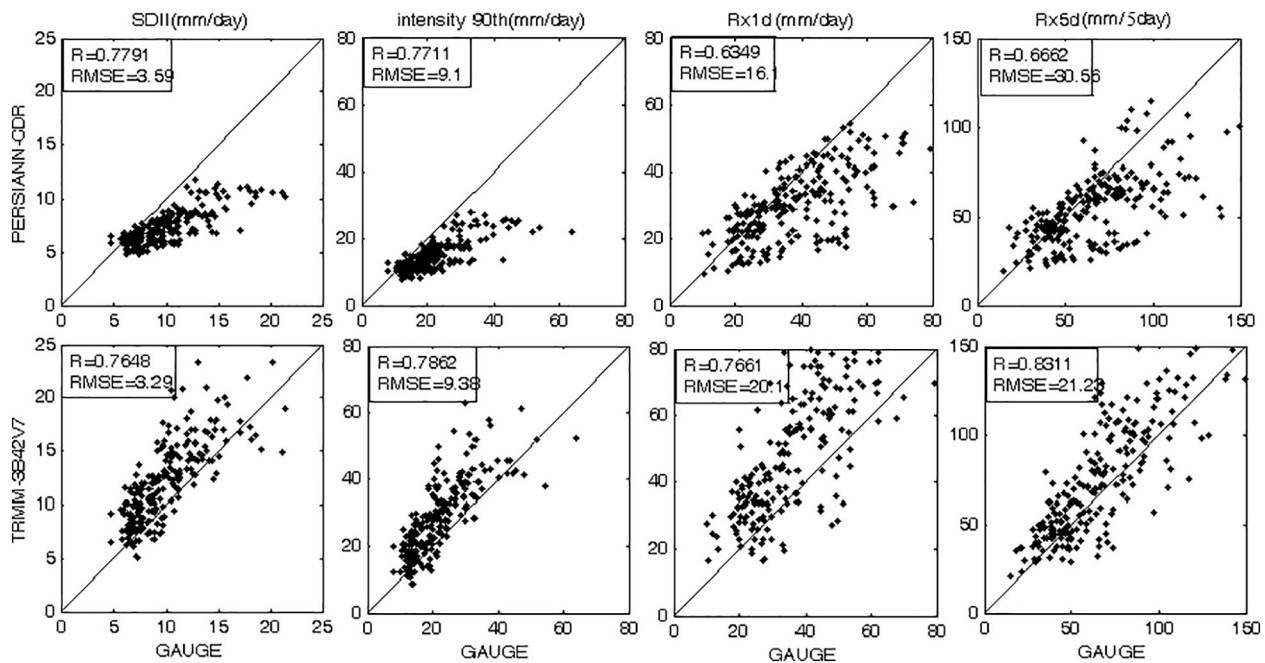 SDII(mm/day)
intensity 90th(mm/day)
Rx1d(mm/day)
Rx5d(mm/5day)
PERSIANN-CDR
25
20
15
10
5
0
R=0.7791
RMSE=3.59
0 5 10 15 20 25
80
60
40
20
0
R=0.7711
RMSE=9.1
0 20 40 60 80
80
60
40
20
0
R=0.6349
RMSE=16.1
0 20 40 60 80
150
100
50
0
R=0.6662
RMSE=30.56
0 50 100 150
TRMM-3B42V7
25
20
15
10
5
0
R=0.7648
RMSE=3.29
0 5 10 15 20 25
GAUGE
80
60
40
20
0
R=0.7862
RMSE=9.38
0 20 40 60 80
GAUGE
80
60
40
20
0
R=0.7661
RMSE=20.1
0 20 40 60 80
GAUGE
150
100
50
0
R=0.8311
RMSE=21.23
0 50 100 150
GAUGE